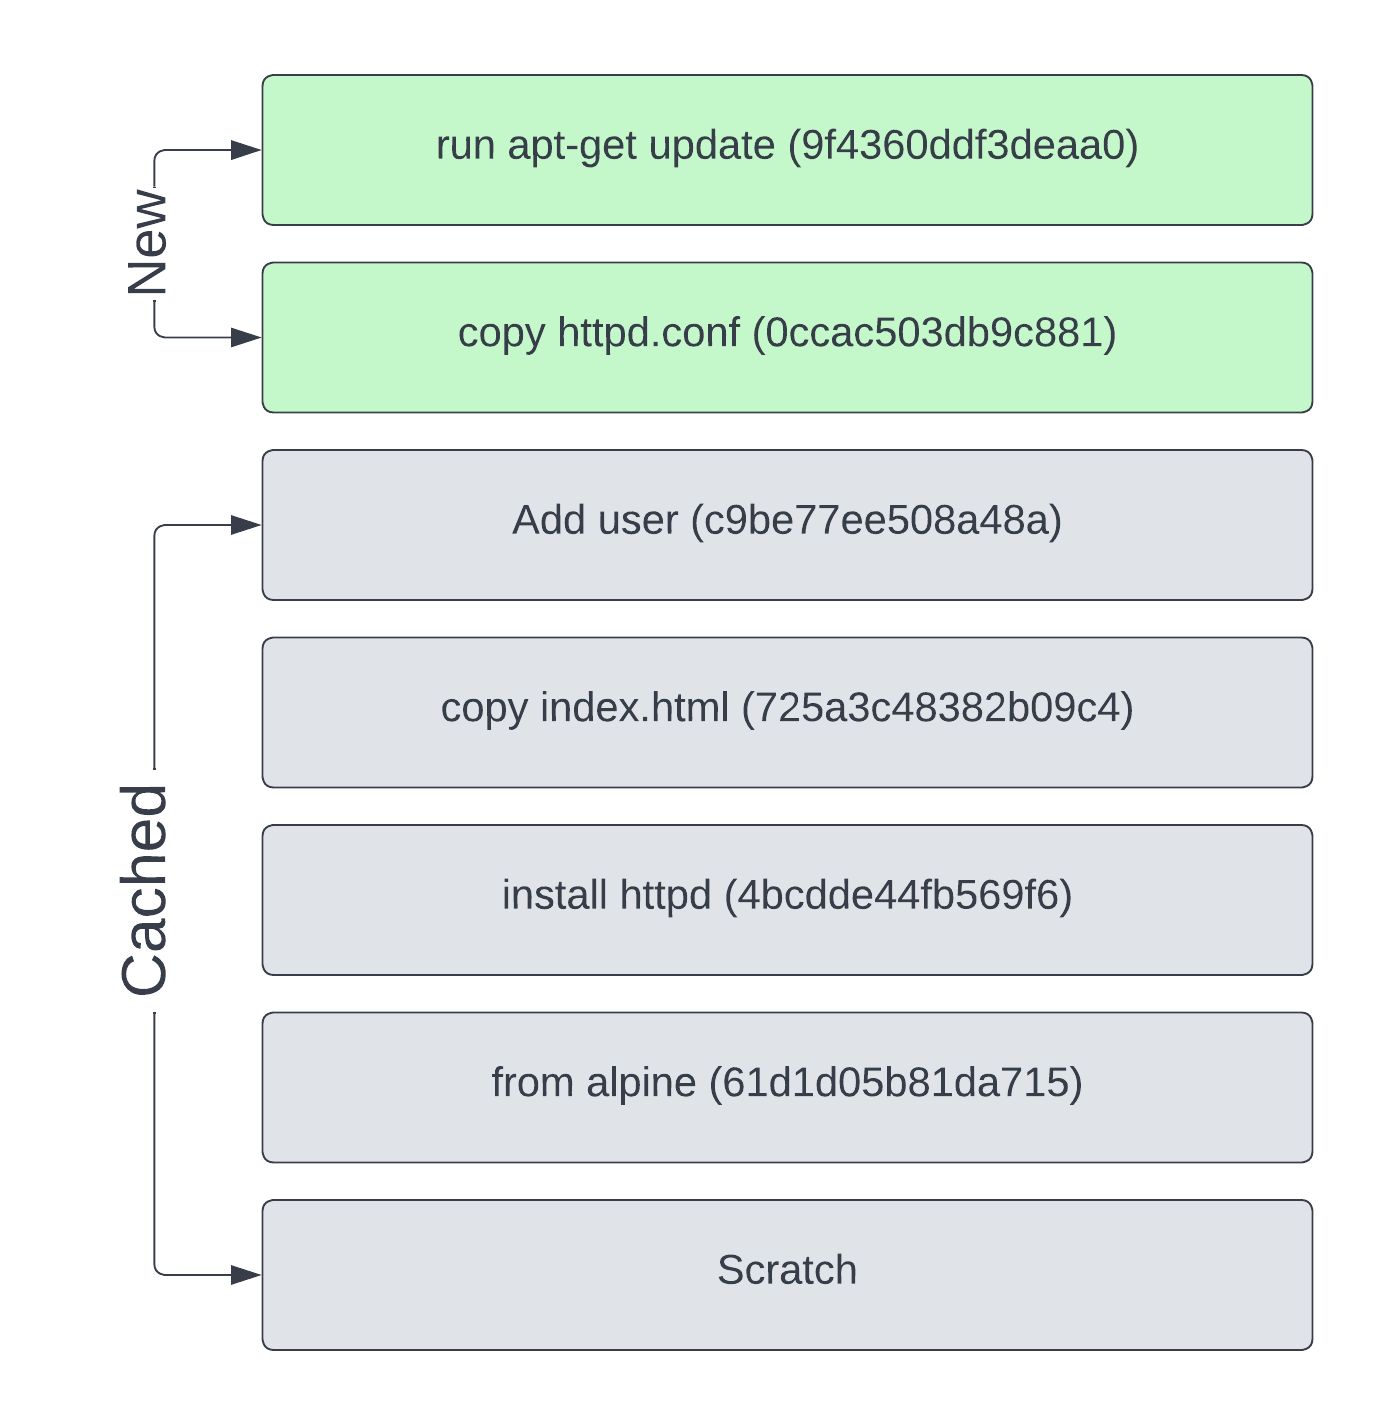 run apt-get update (9f4360ddf3deaa0)
New
copy httpd.conf (0ccac503db9c881)
Add user (c9be77ee508a48a)
copy index.html (725a3c48382b09c4)
Cached
install httpd (4bcdde44fb569f6)
from alpine (61d1d05b81da715)
Scratch